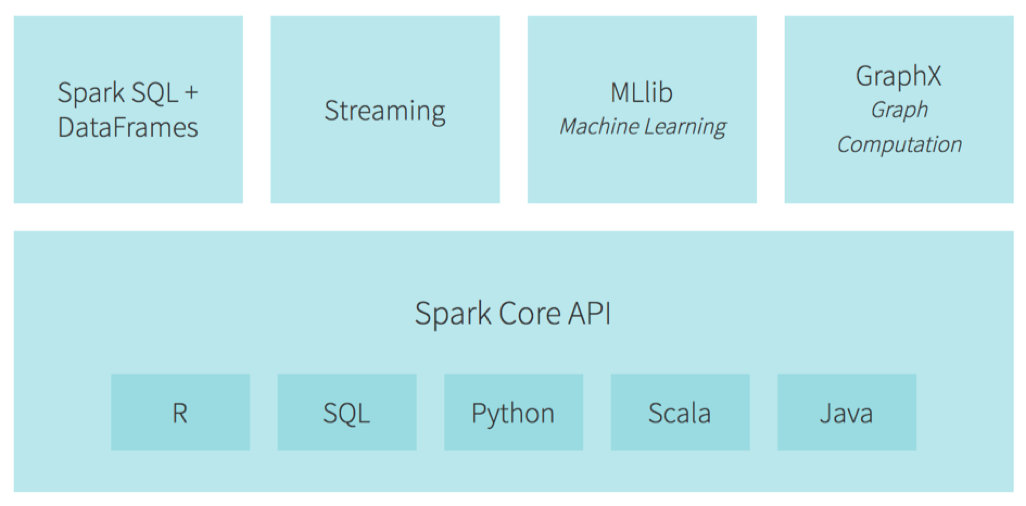 Spark SQL +
DataFrames
Streaming
MLlib
Machine Learning
GraphX
Graph
Computation
Spark Core API
R
SQL
Python
Scala
Java